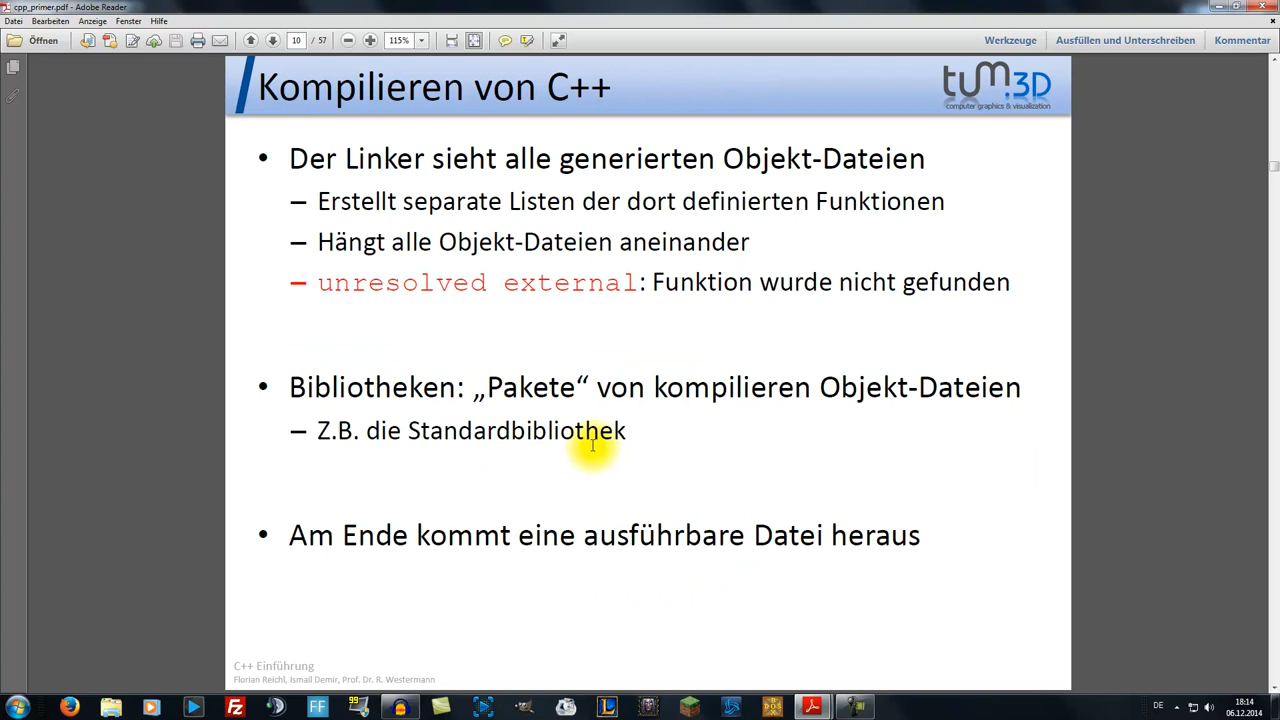 cpp_primer.pdf - Adobe Reader
Datei Bearbeiten Anzeige Fenster Hilfe
Öffnen 10 / 57 115% Werkzeuge Ausfüllen und Unterschreiben Kommentar
Kompilieren von C++
tum.3D
computer graphics & visualization
• Der Linker sieht alle generierten Objekt-Dateien
– Erstellt separate Listen der dort definierten Funktionen
– Hängt alle Objekt-Dateien aneinander
– unresolved external: Funktion wurde nicht gefunden
• Bibliotheken: „Pakete“ von kompilieren Objekt-Dateien
– Z.B. die Standardbibliothek
• Am Ende kommt eine ausführbare Datei heraus
C++ Einführung
Florian Reichl, Ismail Demir, Prof. Dr. R. Westermann
DE 18:14
06.12.2014